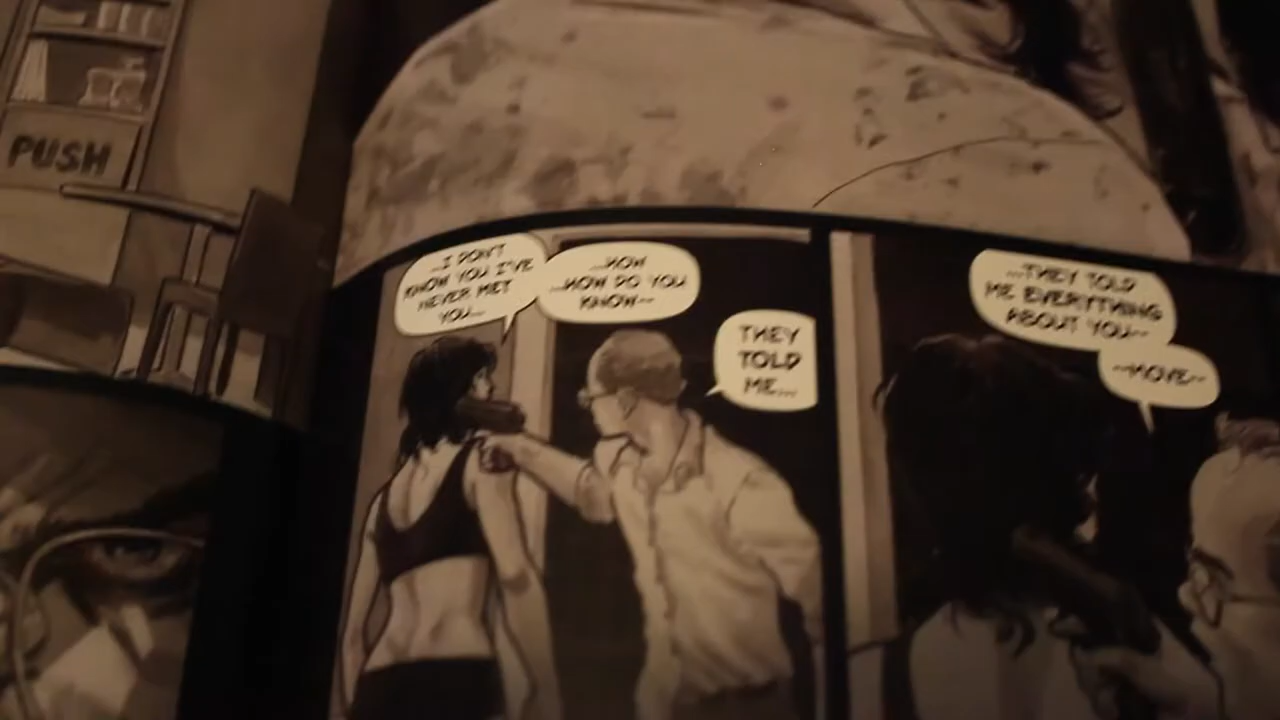 PUSH
...I DON'T
KNOW YOU I'VE
NEVER MET
YOU...
...HOW
...HOW DO YOU
KNOW--
THEY
TOLD
ME...
...THEY TOLD
ME EVERYTHING
ABOUT YOU--
--MOVE--